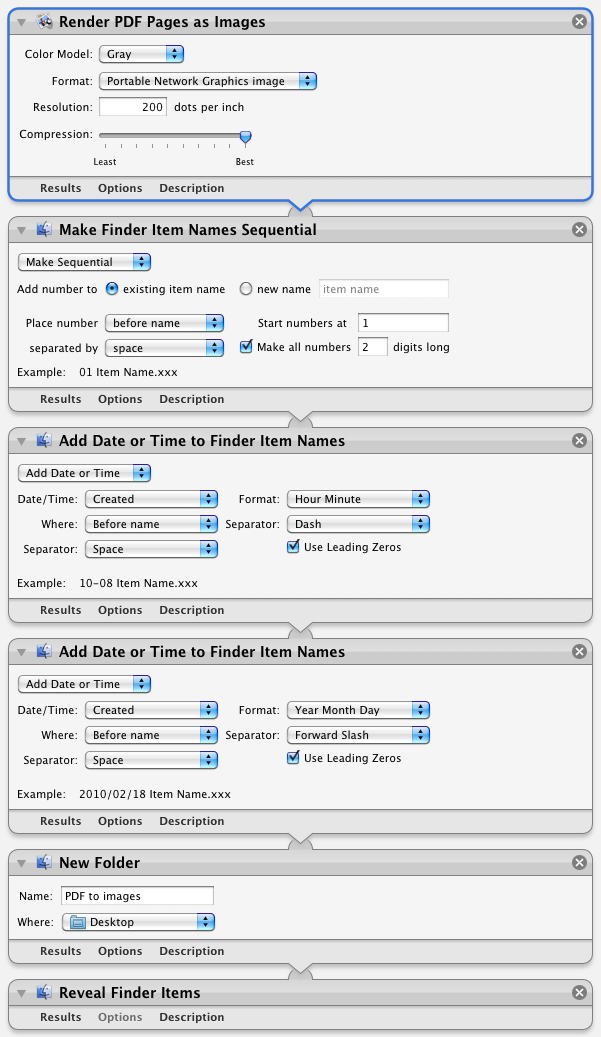 Render PDF Pages as Images
Color Model: Gray
Format: Portable Network Graphics image
Resolution: 200 dots per inch
Compression:
Least Best
Results Options Description
Make Finder Item Names Sequential
Make Sequential
Add number to existing item name new name item name
Place number before name Start numbers at 1
separated by space Make all numbers 2 digits long
Example: 01 Item Name.xxx
Results Options Description
Add Date or Time to Finder Item Names
Add Date or Time
Date/Time: Created Format: Hour Minute
Where: Before name Separator: Dash
Separator: Space Use Leading Zeros
Example: 10-08 Item Name.xxx
Results Options Description
Add Date or Time to Finder Item Names
Add Date or Time
Date/Time: Created Format: Year Month Day
Where: Before name Separator: Forward Slash
Separator: Space Use Leading Zeros
Example: 2010/02/18 Item Name.xxx
Results Options Description
New Folder
Name: PDF to images
Where: Desktop
Results Options Description
Reveal Finder Items
Results Options Description